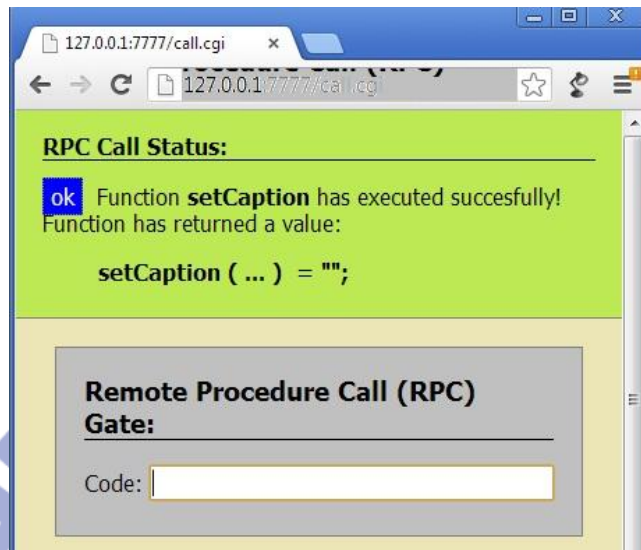 127.0.0.1:7777/call.cgi
127.0.0.1:7777/call.cgi
RPC Call Status:
ok Function setCaption has executed succesfully!
Function has returned a value:
setCaption ( ... ) = "";
Remote Procedure Call (RPC)
Gate:
Code: